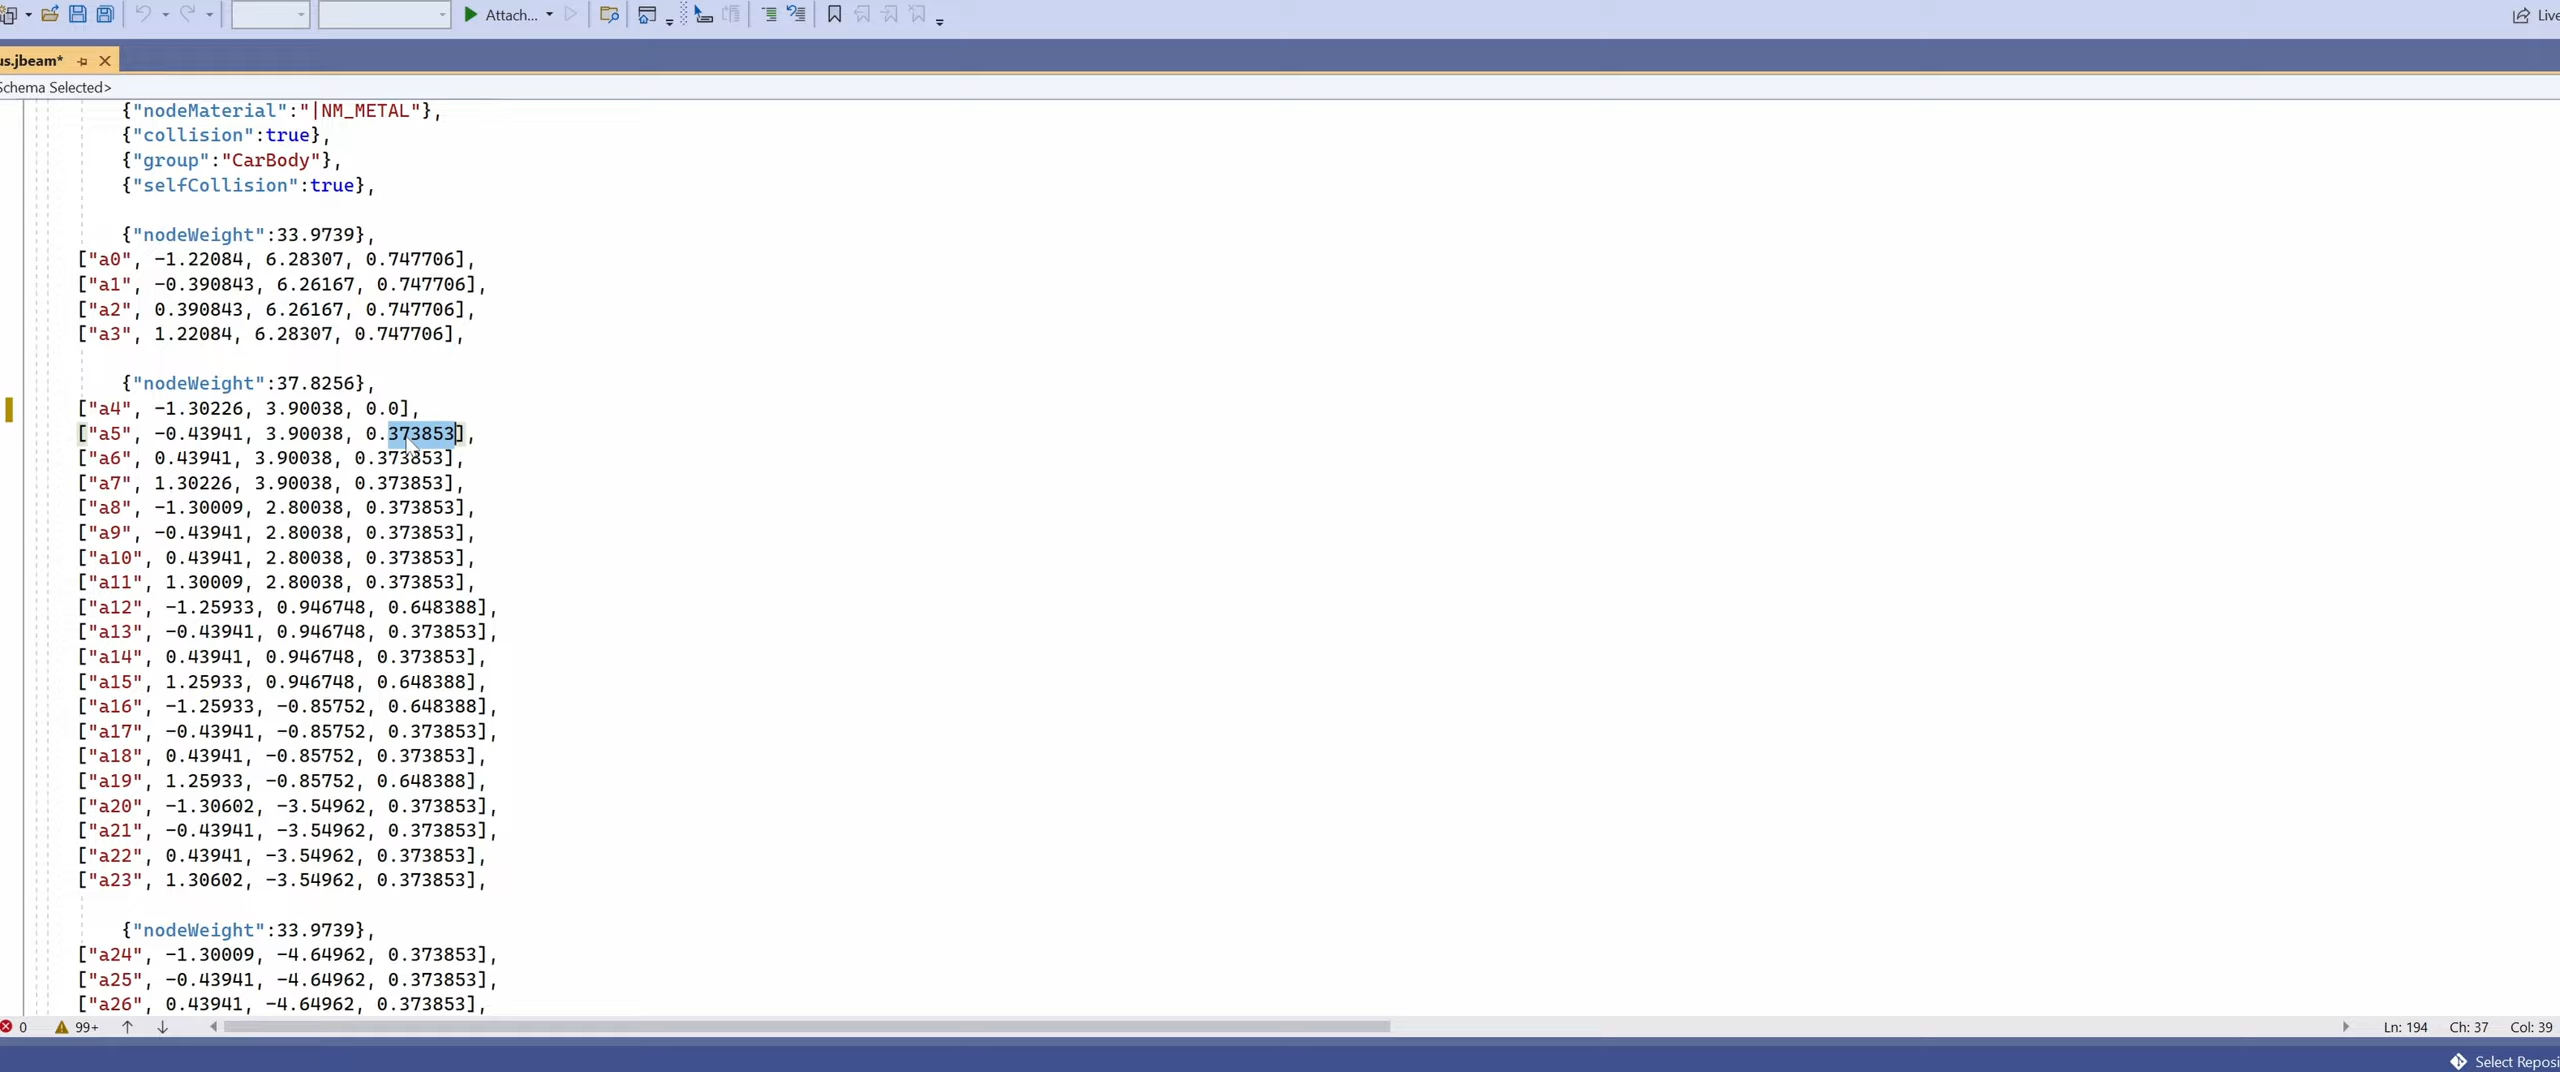 Attach...
Live
us.jbeam*
Schema Selected>
{"nodeMaterial":"|NM_METAL"},
{"collision":true},
{"group":"CarBody"},
{"selfCollision":true},
{"nodeWeight":33.9739},
["a0", -1.22084, 6.28307, 0.747706],
["a1", -0.390843, 6.26167, 0.747706],
["a2", 0.390843, 6.26167, 0.747706],
["a3", 1.22084, 6.28307, 0.747706],
{"nodeWeight":37.8256},
["a4", -1.30226, 3.90038, 0.0],
["a5", -0.43941, 3.90038, 0.373853],
["a6", 0.43941, 3.90038, 0.373853],
["a7", 1.30226, 3.90038, 0.373853],
["a8", -1.30009, 2.80038, 0.373853],
["a9", -0.43941, 2.80038, 0.373853],
["a10", 0.43941, 2.80038, 0.373853],
["a11", 1.30009, 2.80038, 0.373853],
["a12", -1.25933, 0.946748, 0.648388],
["a13", -0.43941, 0.946748, 0.373853],
["a14", 0.43941, 0.946748, 0.373853],
["a15", 1.25933, 0.946748, 0.648388],
["a16", -1.25933, -0.85752, 0.648388],
["a17", -0.43941, -0.85752, 0.373853],
["a18", 0.43941, -0.85752, 0.373853],
["a19", 1.25933, -0.85752, 0.648388],
["a20", -1.30602, -3.54962, 0.373853],
["a21", -0.43941, -3.54962, 0.373853],
["a22", 0.43941, -3.54962, 0.373853],
["a23", 1.30602, -3.54962, 0.373853],
{"nodeWeight":33.9739},
["a24", -1.30009, -4.64962, 0.373853],
["a25", -0.43941, -4.64962, 0.373853],
["a26", 0.43941, -4.64962, 0.373853],
0 99+ Ln: 194 Ch: 37 Col: 39
Select Reposi